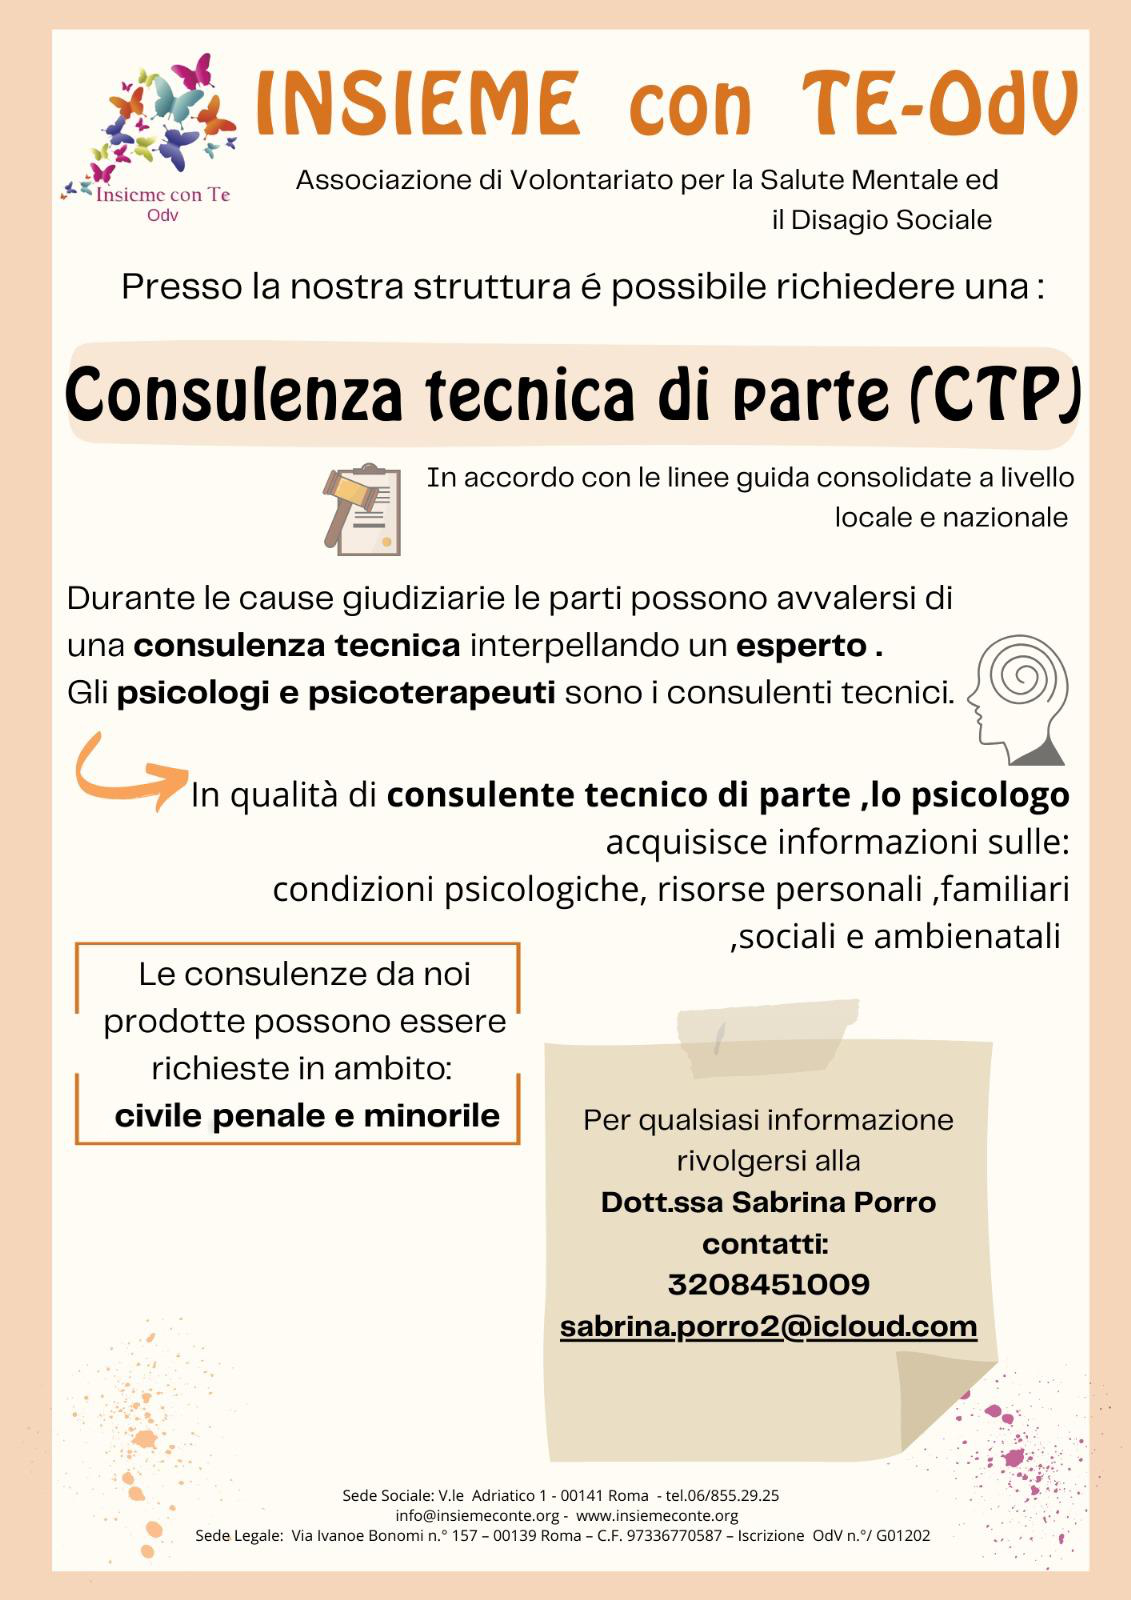 INSIEME con TE-OdV
Insieme con Te
Odv
Associazione di Volontariato per la Salute Mentale ed
il Disagio Sociale
Presso la nostra struttura é possibile richiedere una :
Consulenza tecnica di parte (CTP)
In accordo con le linee guida consolidate a livello
locale e nazionale
Durante le cause giudiziarie le parti possono avvalersi di
una consulenza tecnica interpellando un esperto .
Gli psicologi e psicoterapeuti sono i consulenti tecnici.
In qualità di consulente tecnico di parte ,lo psicologo
acquisisce informazioni sulle:
condizioni psicologiche, risorse personali ,familiari
,sociali e ambienatali
Le consulenze da noi
prodotte possono essere
richieste in ambito:
civile penale e minorile
Per qualsiasi informazione
rivolgersi alla
Dott.ssa Sabrina Porro
contatti:
3208451009
sabrina.porro2@icloud.com
Sede Sociale: V.le Adriatico 1 - 00141 Roma - tel.06/855.29.25
info@insiemeconte.org - www.insiemeconte.org
Sede Legale: Via Ivanoe Bonomi n.° 157 – 00139 Roma – C.F. 97336770587 – Iscrizione OdV n.°/ G01202